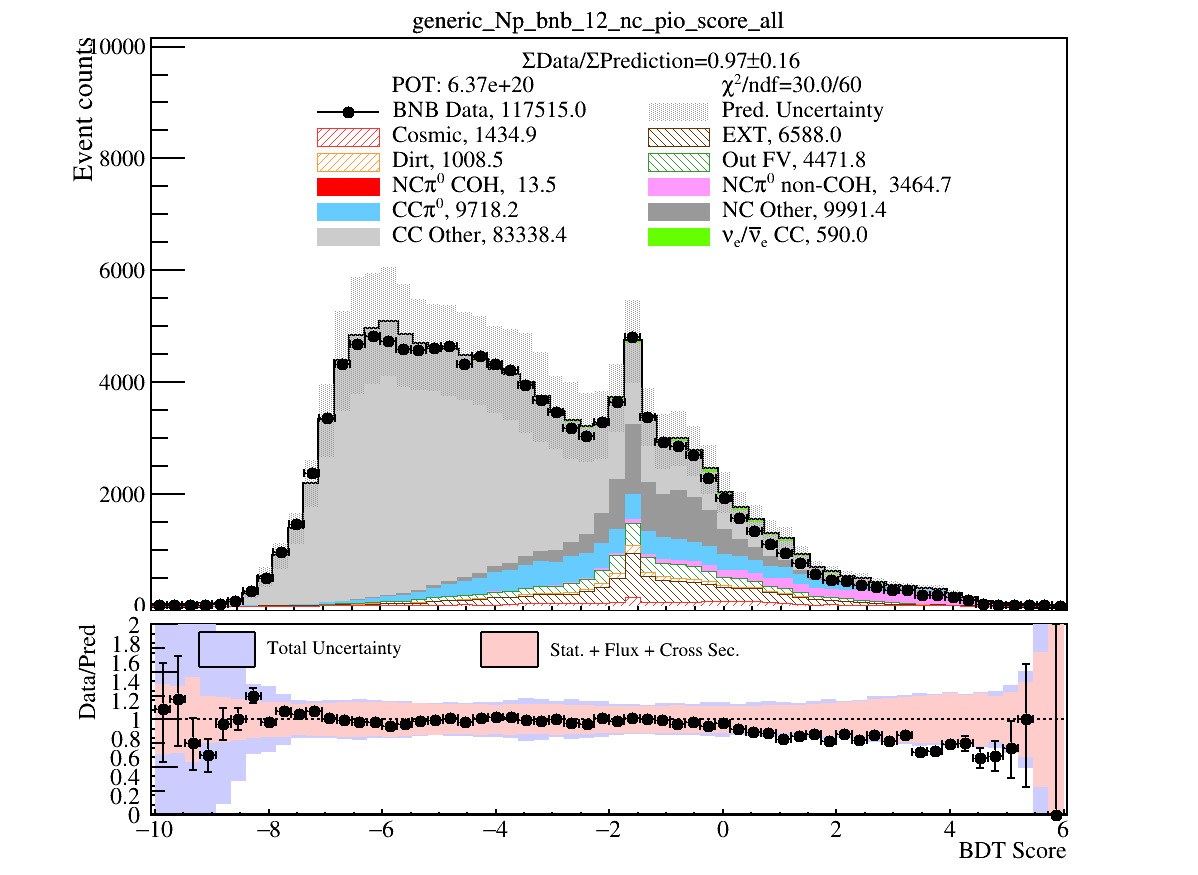 generic_Np_bnb_12_nc_pio_score_all
Event counts
10000
8000
6000
4000
2000
0
ΣData/ΣPrediction=0.97±0.16
POT: 6.37e+20
χ²/ndf=30.0/60
BNB Data, 117515.0
Pred. Uncertainty
Cosmic, 1434.9
EXT, 6588.0
Dirt, 1008.5
Out FV, 4471.8
NCπ⁰ COH, 13.5
NCπ⁰ non-COH, 3464.7
CCπ⁰, 9718.2
NC Other, 9991.4
CC Other, 83338.4
νₑ/ν̅ₑ CC, 590.0
Data/Pred
2
1.8
1.6
1.4
1.2
1
0.8
0.6
0.4
0.2
0
Total Uncertainty
Stat. + Flux + Cross Sec.
−10 −8 −6 −4 −2 0 2 4 6
BDT Score